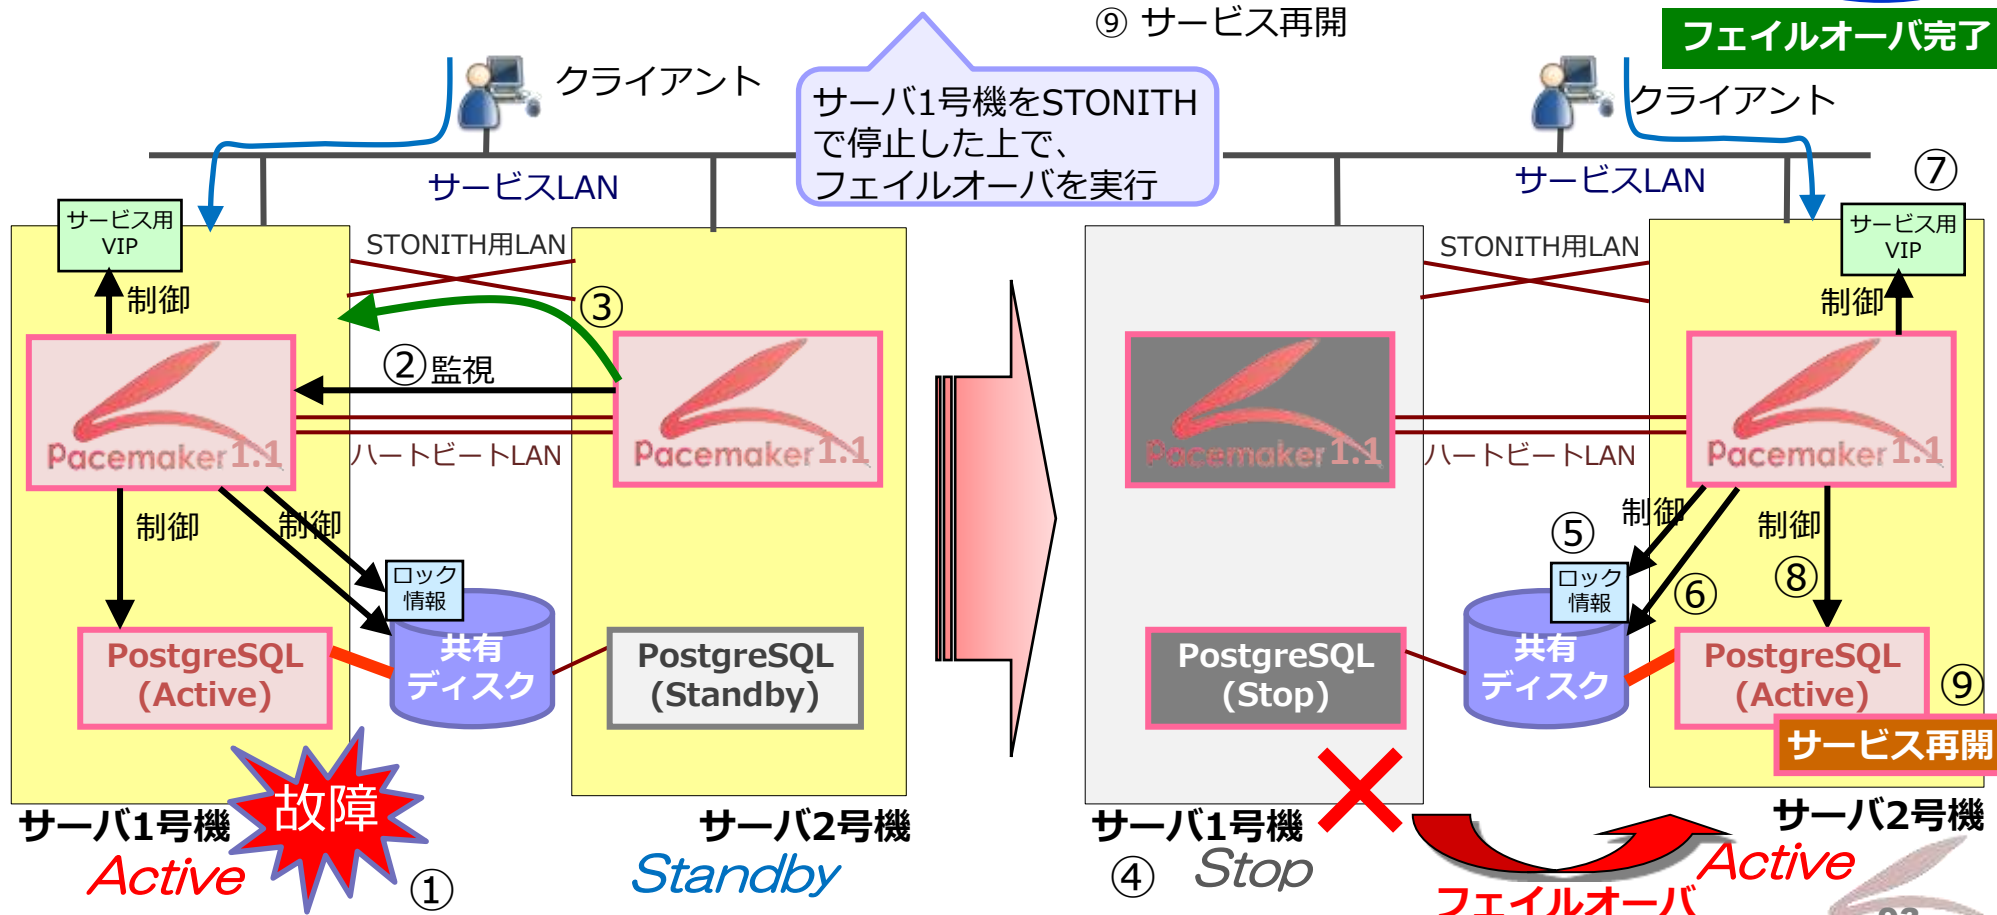 ⑨ サービス再開
フェイルオーバ完了
クライアント
サーバ1号機をSTONITH
で停止した上で、
フェイルオーバを実行
クライアント
サービスLAN
サービスLAN
⑦
サービス用
VIP
STONITH用LAN
制御
③
②監視
Pacemaker 1.1
Pacemaker 1.1
ハートビートLAN
制御
制御
ロック
情報
共有
ディスク
PostgreSQL
(Active)
PostgreSQL
(Standby)
故障
サーバ1号機
サーバ2号機
Active
①
Standby
サービス用
VIP
STONITH用LAN
制御
Pacemaker 1.1
Pacemaker 1.1
ハートビートLAN
制御
制御
⑤
ロック
情報
⑥
⑧
共有
ディスク
PostgreSQL
(Stop)
PostgreSQL
(Active)
⑨
サービス再開
サーバ1号機
サーバ2号機
④
Stop
Active
フェイルオーバ